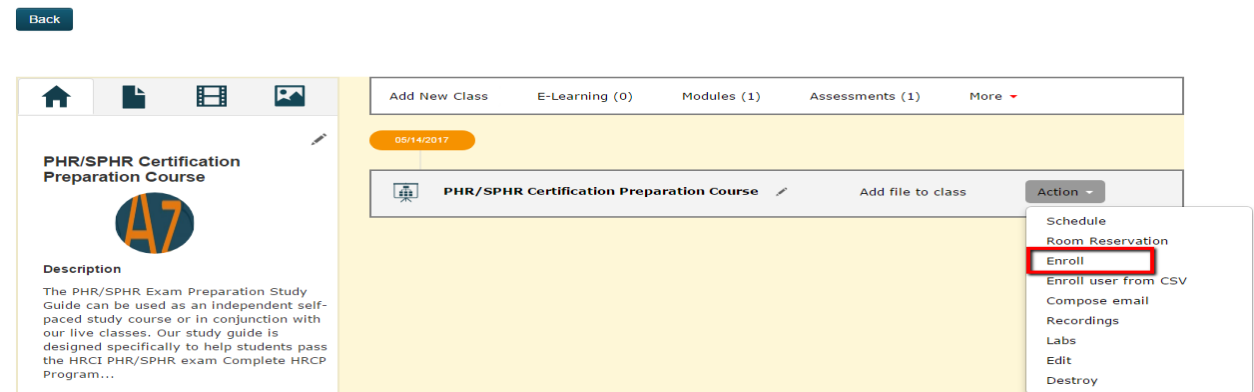 Back
Add New Class E-Learning (0) Modules (1) Assessments (1) More
05/14/2017
PHR/SPHR Certification
Preparation Course
A7
Description
The PHR/SPHR Exam Preparation Study
Guide can be used as an independent self-
paced study course or in conjunction with
our live classes. Our study guide is
designed specifically to help students pass
the HRCI PHR/SPHR exam Complete HRCP
Program...
PHR/SPHR Certification Preparation Course Add file to class Action
Schedule
Room Reservation
Enroll
Enroll user from CSV
Compose email
Recordings
Labs
Edit
Destroy